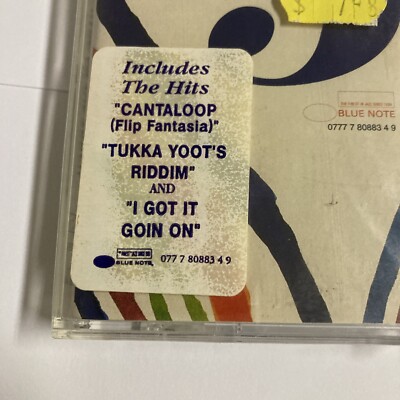 Includes
The Hits
"CANTALOOP
(Flip Fantasia)"
"TUKKA YOOT'S
RIDDIM"
AND
"I GOT IT
GOIN ON"
BLUE NOTE
077 7 80883 4 9
BLUE NOTE
0777 7 80883 4 9